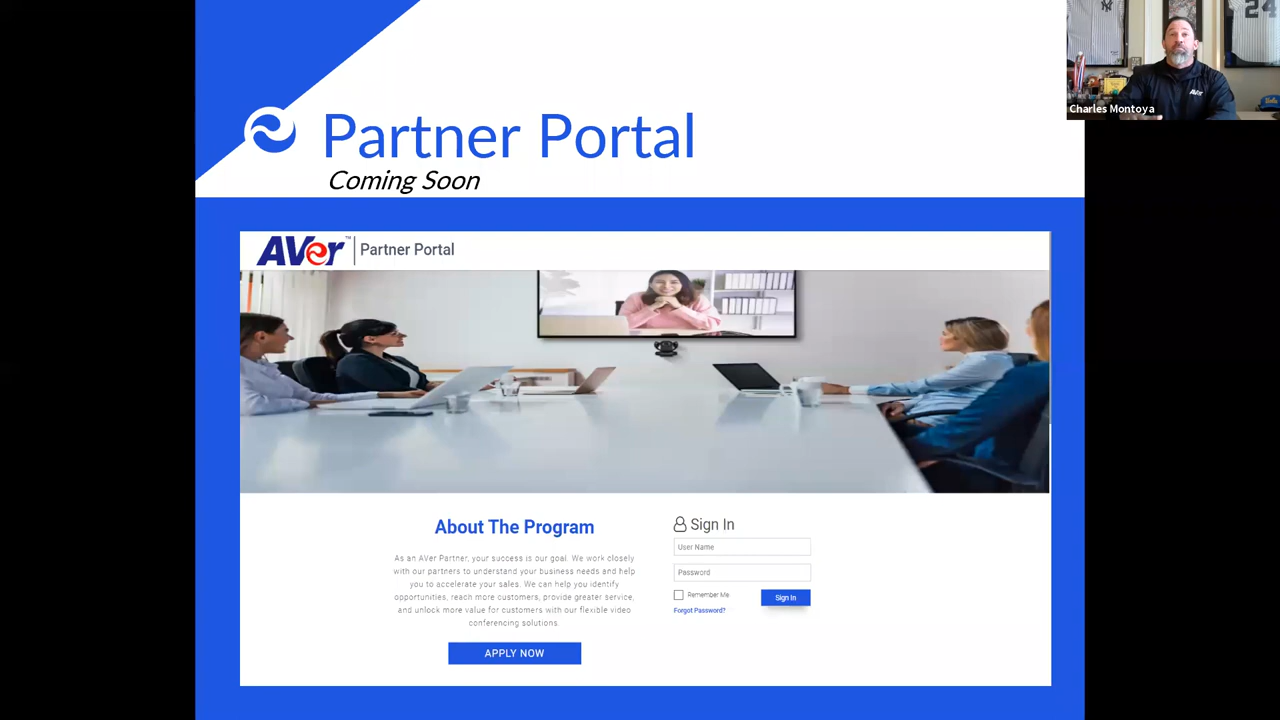 24
Charles Montoya
AVer
Partner Portal
Coming Soon
AVer™ | Partner Portal
About The Program
As an AVer Partner, your success is our goal. We work closely
with our partners to understand your business needs and help
you to accelerate your sales. We can help you identify
opportunities, reach more customers, provide greater service,
and unlock more value for customers with our flexible video
conferencing solutions.
APPLY NOW
Sign In
User Name
Password
Remember Me
Sign In
Forgot Password?